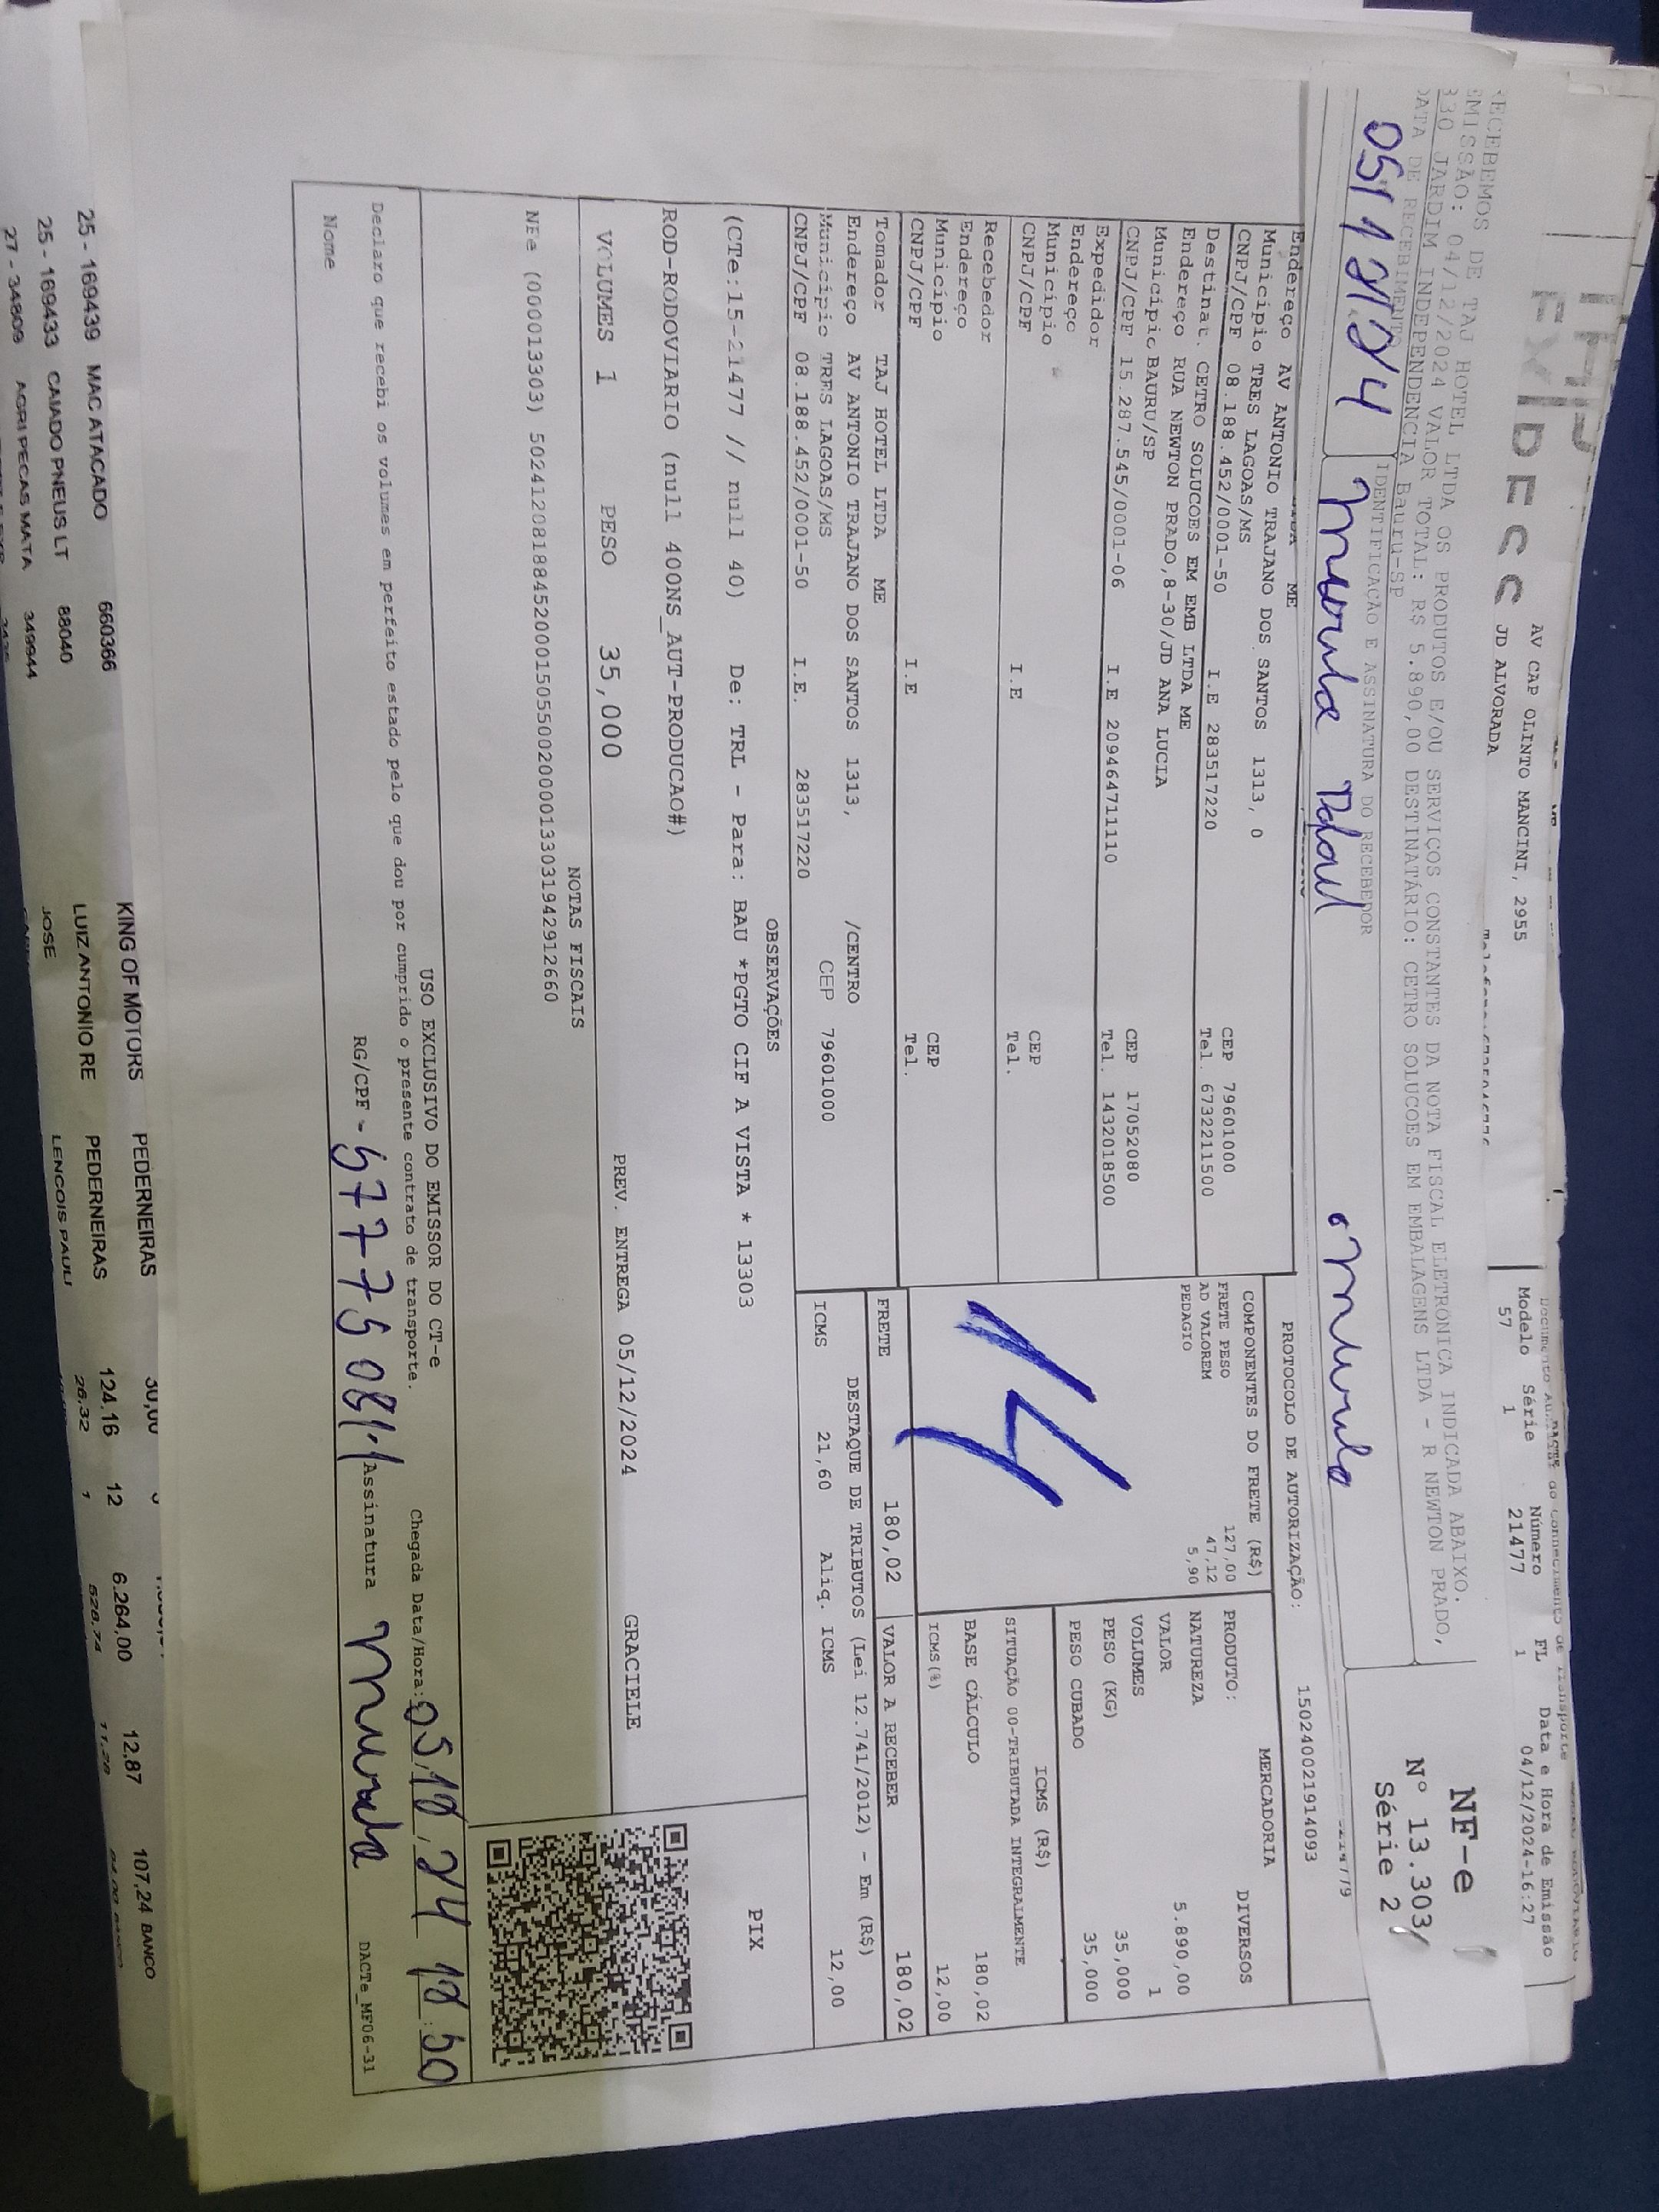 AV CAP OLINTO MANCINI, 2955
JD ALVORADA
Modelo Série Número FL Data e Hora de Emissão
57 1 21477 1 04/12/2024-16:27
RECEBEMOS DE TAJ HOTEL LTDA OS PRODUTOS E/OU SERVIÇOS CONSTANTES DA NOTA FISCAL ELETRONICA INDICADA ABAIXO.
EMISSÃO: 04/12/2024 VALOR TOTAL: R$ 5.890,00 DESTINATÁRIO: CETRO SOLUCOES EM EMBALAGENS LTDA - R NEWTON PRADO,
830 JARDIM INDEPENDENCIA Bauru-SP
DATA DE RECEBIMENTO IDENTIFICAÇÃO E ASSINATURA DO RECEBEDOR
NF-e
Nº 13.303
Série 2
PROTOCOLO DE AUTORIZAÇÃO: 150240021914093
Endereço AV ANTONIO TRAJANO DOS SANTOS 1313, 0
Municipio TRES LAGOAS/MS CEP 79601000
CNPJ/CPF 08.188.452/0001-50 I.E 283517220 Tel. 6732211500
Destinat. CETRO SOLUCOES EM EMB LTDA ME
Endereço RUA NEWTON PRADO,8-30/JD ANA LUCIA
Municipio BAURU/SP CEP 17052080
CNPJ/CPF 15.287.545/0001-06 I.E 209464711110 Tel. 1432018500
Expedidor
Endereço
Municipio CEP
CNPJ/CPF I.E Tel.
Recebedor
Endereço
Municipio CEP
CNPJ/CPF I.E Tel.
Tomador TAJ HOTEL LTDA ME
Endereço AV ANTONIO TRAJANO DOS SANTOS 1313, /CENTRO
Municipio TRES LAGOAS/MS CEP 79601000
CNPJ/CPF 08.188.452/0001-50 I.E. 283517220
COMPONENTES DO FRETE (R$)
FRETE PESO 127,00
AD VALOREM 47,12
PEDAGIO 5,90
14
MERCADORIA
PRODUTO: DIVERSOS
NATUREZA
VALOR 5.890,00
VOLUMES 1
PESO (KG) 35,000
PESO CUBADO 35,000
ICMS (R$)
SITUAÇÃO 00-TRIBUTADA INTEGRALMENTE
BASE CÁLCULO 180,02
ICMS(%) 12,00
FRETE 180,02 VALOR A RECEBER 180,02
DESTAQUE DE TRIBUTOS (Lei 12.741/2012) - Em (R$)
ICMS 21,60 Aliq. ICMS 12,00
OBSERVAÇÕES
(CTe:15-21477 // null 40) De: TRL - Para: BAU *PGTO CIF A VISTA * 13303
ROD-RODOVIARIO (null 400NS_AUT-PRODUCAO#)
PIX
VOLUMES 1 PESO 35,000 PREV. ENTREGA 05/12/2024 GRACIELE
NOTAS FISCAIS
NFe (000013303) 50241208188452000150550020000133031942912660
USO EXCLUSIVO DO EMISSOR DO CT-e
Declaro que recebi os volumes em perfeito estado pelo que dou por cumprido o presente contrato de transporte.
Chegada Data/Hora:
Nome RG/CPF - Assinatura
DACTe_MF06-31
KING OF MOTORS PEDERNEIRAS
25 - 169439 MAC ATACADO 660366 LUIZ ANTONIO RE PEDERNEIRAS 124.16 12 6.264,00 12,87 107,24 BANCO
25 - 169433 CAIADO PNEUS LT 88040 JOSE LENCOIS PAULI 26,32 1 528,74
27 - 34809 AGRI PECAS MATA 349944